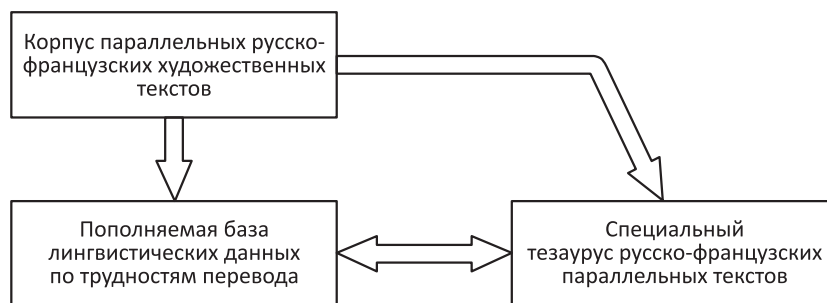 Корпус параллельных русско-
французских художественных
текстов
Пополняемая база
лингвистических данных
по трудностям перевода
Специальный
тезаурус русско-французских
параллельных текстов